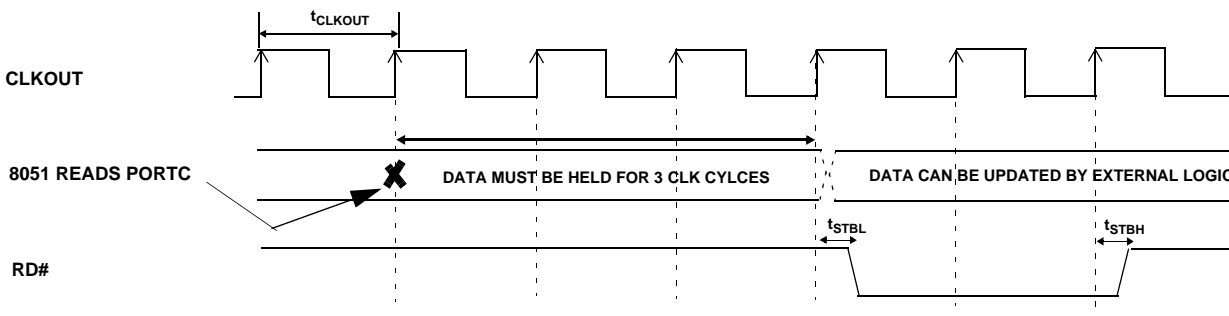 tCLKOUT
CLKOUT
8051 READS PORTC
DATA MUST BE HELD FOR 3 CLK CYLCES
DATA CAN BE UPDATED BY EXTERNAL LOGIC
tSTBL
tSTBH
RD#